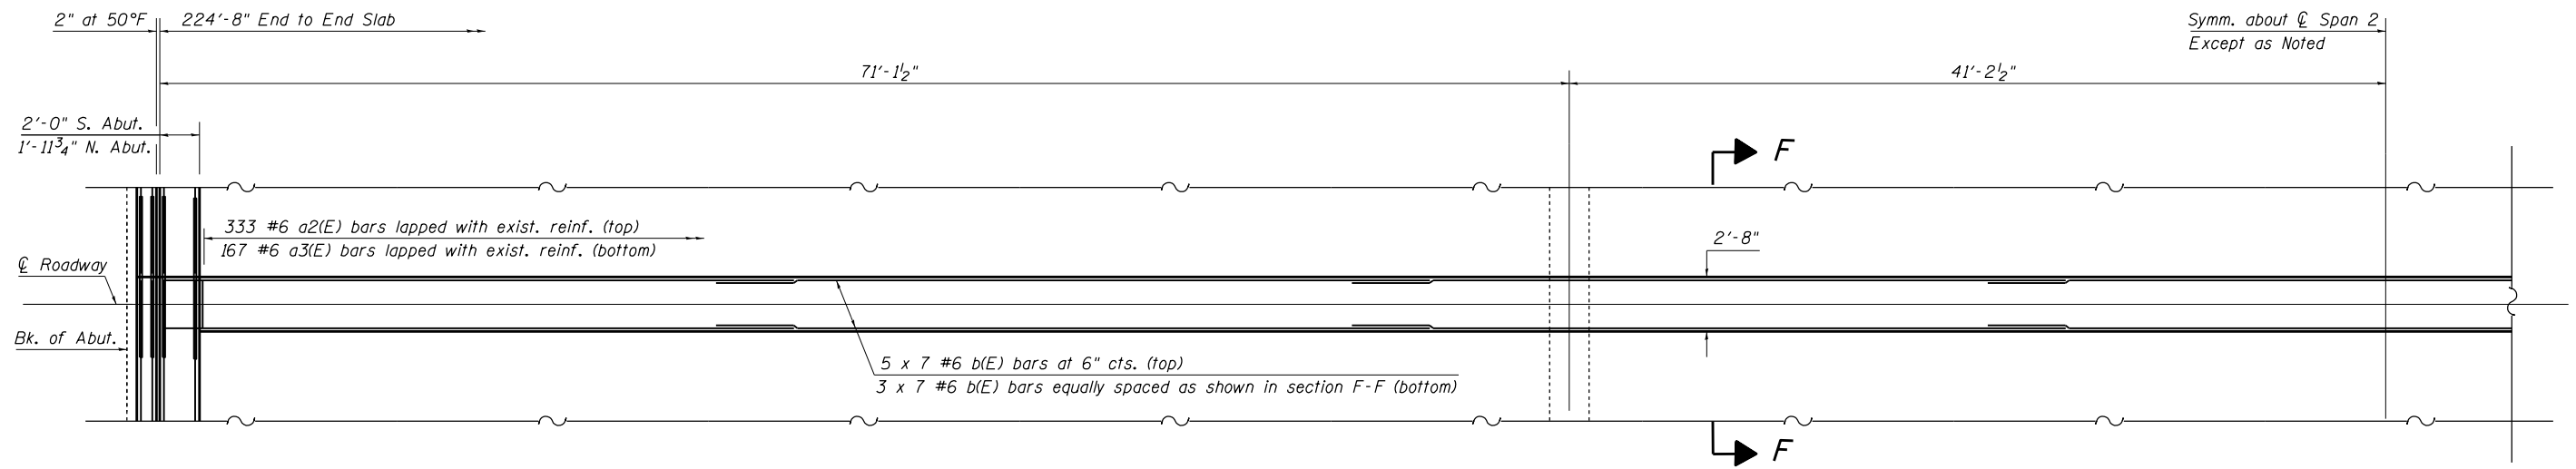 2" at 50°F
224'-8" End to End Slab
Symm. about ℄ Span 2
Except as Noted
71'-1½"
41'-2½"
2'-0" S. Abut.
1'-11¾" N. Abut.
F
333 #6 a2(E) bars lapped with exist. reinf. (top)
167 #6 a3(E) bars lapped with exist. reinf. (bottom)
2'-8"
℄ Roadway
Bk. of Abut.
5 x 7 #6 b(E) bars at 6" cts. (top)
3 x 7 #6 b(E) bars equally spaced as shown in section F-F (bottom)
F